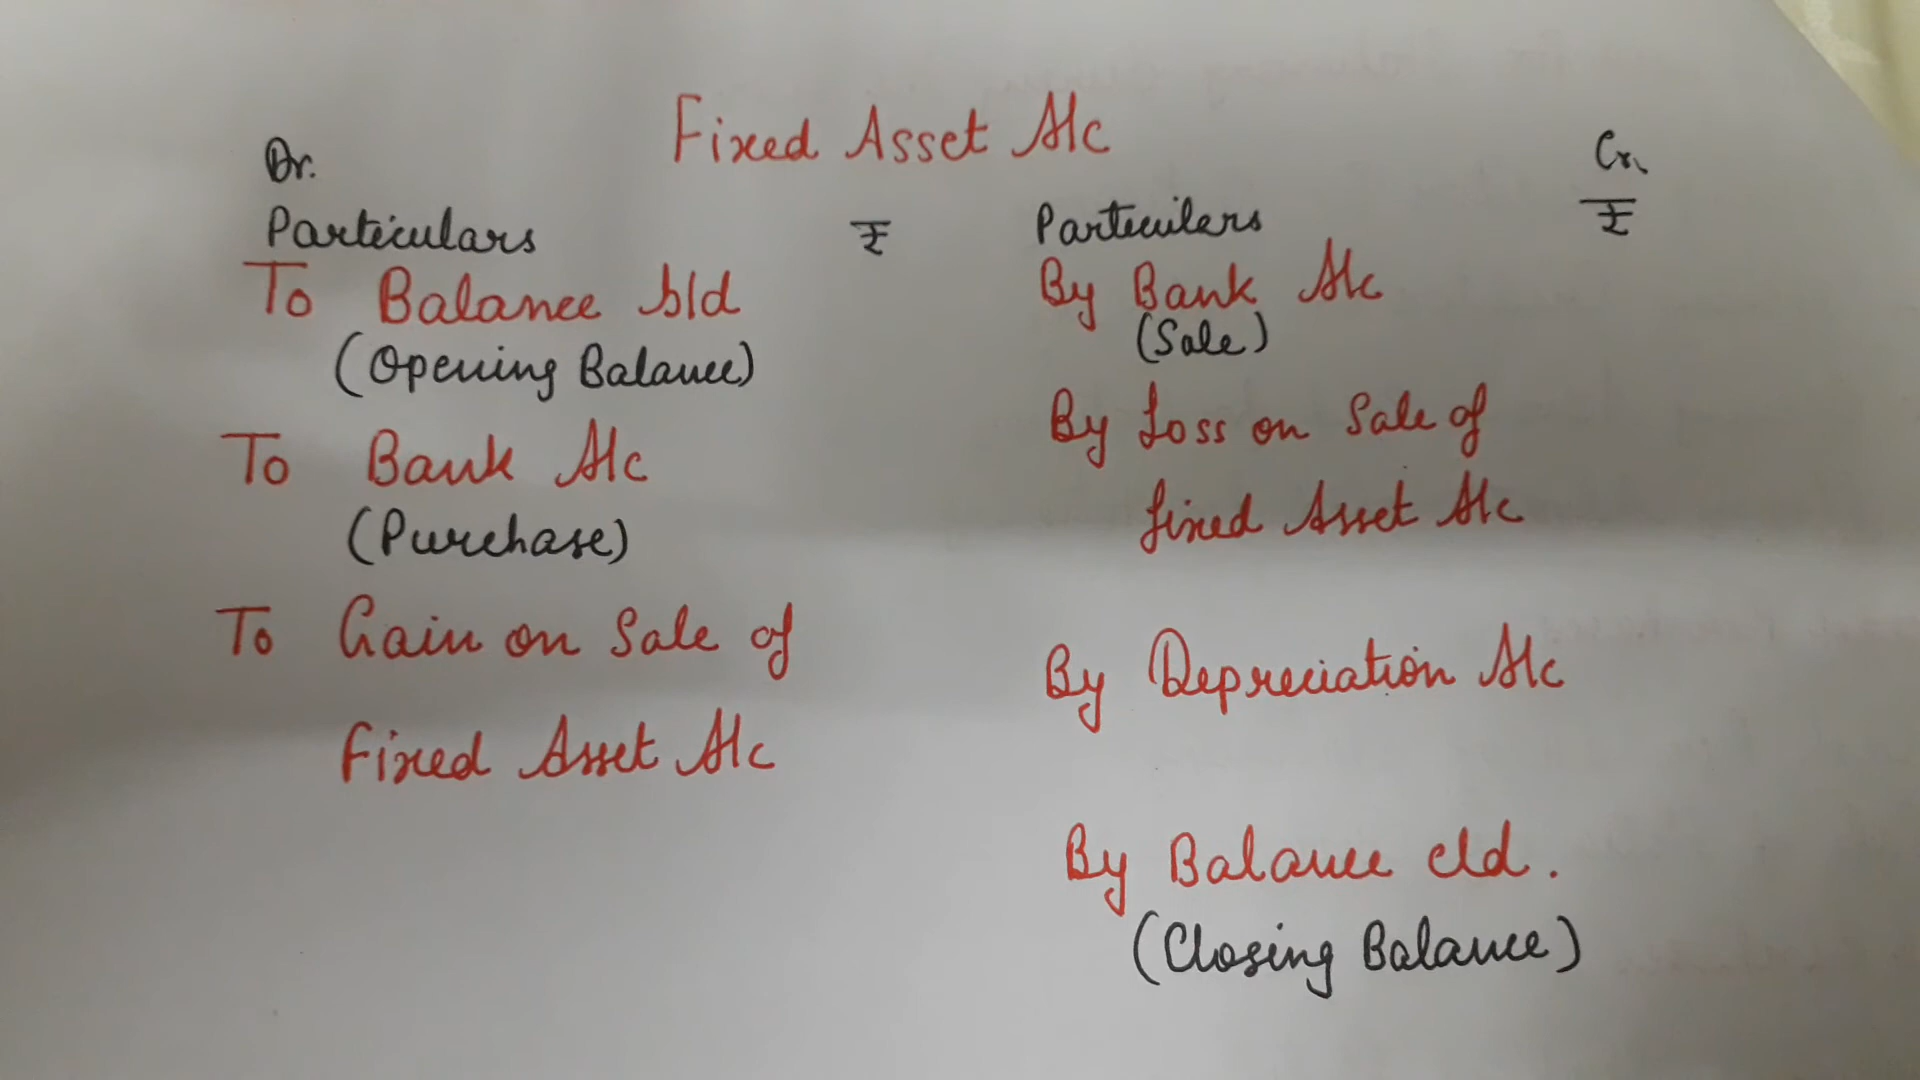 Fixed Asset A/c
Dr.
Cr.
Particulars ₹ Particulars ₹
To Balance b/d
(Opening Balance)
To Bank A/c
(Purchase)
To Gain on Sale of
Fixed Asset A/c
By Bank A/c
(Sale)
By Loss on Sale of
fixed Asset A/c
By Depreciation A/c
By Balance c/d.
(Closing Balance)